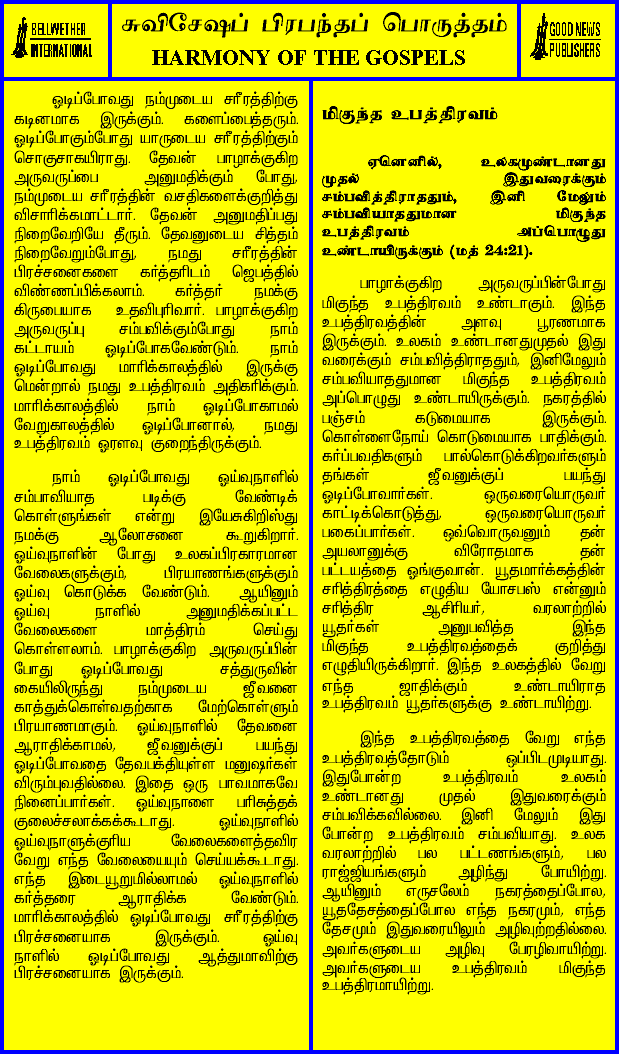 BELLWETHER
INTERNATIONAL
சுவிசேஷப் பிரபந்தப் பொருத்தம்
HARMONY OF THE GOSPELS
GOOD NEWS
PUBLISHERS
ஓடிப்போவது நம்முடைய சரீரத்திற்கு
கடினமாக இருக்கும். களைப்பைத்தரும்.
ஓடிப்போகும்போது யாருடைய சரீரத்திற்கும்
சொகுசாகயிராது. தேவன் பாழாக்குகிற
அருவருப்பை அனுமதிக்கும் போது,
நம்முடைய சரீரத்தின் வசதிகளைக்குறித்து
விசாரிக்கமாட்டார். தேவன் அனுமதிப்பது
நிறைவேறியே தீரும். தேவனுடைய சித்தம்
நிறைவேறும்போது, நமது சரீரத்தின்
பிரச்சனைகளை கர்த்தரிடம் ஜெபத்தில்
விண்ணப்பிக்கலாம். கர்த்தர் நமக்கு
கிருபையாக உதவிபுரிவார். பாழாக்குகிற
அருவருப்பு சம்பவிக்கும்போது நாம்
கட்டாயம் ஓடிப்போகவேண்டும். நாம்
ஓடிப்போவது மாரிக்காலத்தில் இருக்கு
மென்றால் நமது உபத்திரவம் அதிகரிக்கும்.
மாரிக்காலத்தில் நாம் ஓடிப்போகாமல்
வேறுகாலத்தில் ஓடிப்போனால், நமது
உபத்திரவம் ஓரளவு குறைந்திருக்கும்.
நாம் ஓடிப்போவது ஓய்வுநாளில்
சம்பாவியாத படிக்கு வேண்டிக்
கொள்ளுங்கள் என்று இயேசுகிறிஸ்து
நமக்கு ஆலோசனை கூறுகிறார்.
ஓய்வுநாளின் போது உலகப்பிரகாரமான
வேலைகளுக்கும், பிரயாணங்களுக்கும்
ஓய்வு கொடுக்க வேண்டும். ஆயினும்
ஓய்வு நாளில் அனுமதிக்கப்பட்ட
வேலைகளை மாத்திரம் செய்து
கொள்ளலாம். பாழாக்குகிற அருவருப்பின்
போது ஓடிப்போவது சத்துருவின்
கையிலிருந்து நம்முடைய ஜீவனை
காத்துக்கொள்வதற்காக மேற்கொள்ளும்
பிரயாணமாகும். ஓய்வுநாளில் தேவனை
ஆராதிக்காமல், ஜீவனுக்குப் பயந்து
ஓடிப்போவதை தேவபக்தியுள்ள மனுஷர்கள்
விரும்புவதில்லை. இதை ஒரு பாவமாகவே
நினைப்பார்கள். ஓய்வுநாளை பரிசுத்தக்
குலைச்சலாக்கக்கூடாது. ஓய்வுநாளில்
ஓய்வுநாளுக்குரிய வேலைகளைத்தவிர
வேறு எந்த வேலையையும் செய்யக்கூடாது.
எந்த இடையூறுமில்லாமல் ஓய்வுநாளில்
கர்த்தரை ஆராதிக்க வேண்டும்.
மாரிக்காலத்தில் ஓடிப்போவது சரீரத்திற்கு
பிரச்சனையாக இருக்கும். ஓய்வு
நாளில் ஓடிப்போவது ஆத்துமாவிற்கு
பிரச்சனையாக இருக்கும்.
மிகுந்த உபத்திரவம்
ஏனெனில், உலகமுண்டானது
முதல் இதுவரைக்கும்
சம்பவித்திராததும், இனி மேலும்
சம்பவியாததுமான மிகுந்த
உபத்திரவம் அப்பொழுது
உண்டாயிருக்கும் (மத் 24:21).
பாழாக்குகிற அருவருப்பின்போது
மிகுந்த உபத்திரவம் உண்டாகும். இந்த
உபத்திரவத்தின் அளவு பூரணமாக
இருக்கும். உலகம் உண்டானதுமுதல் இது
வரைக்கும் சம்பவித்திராததும், இனிமேலும்
சம்பவியாததுமான மிகுந்த உபத்திரவம்
அப்பொழுது உண்டாயிருக்கும். நகரத்தில்
பஞ்சம் கடுமையாக இருக்கும்.
கொள்ளைநோய் கொடுமையாக பாதிக்கும்.
கர்ப்பவதிகளும் பால்கொடுக்கிறவர்களும்
தங்கள் ஜீவனுக்குப் பயந்து
ஓடிப்போவார்கள். ஒருவரையொருவர்
காட்டிக்கொடுத்து, ஒருவரையொருவர்
பகைப்பார்கள். ஒவ்வொருவனும் தன்
அயலானுக்கு விரோதமாக தன்
பட்டயத்தை ஓங்குவான். யூதமார்க்கத்தின்
சரித்திரத்தை எழுதிய யோசபஸ் என்னும்
சரித்திர ஆசிரியர், வரலாற்றில்
யூதர்கள் அனுபவித்த இந்த
மிகுந்த உபத்திரவத்தைக் குறித்து
எழுதியிருக்கிறார். இந்த உலகத்தில் வேறு
எந்த ஜாதிக்கும் உண்டாயிராத
உபத்திரவம் யூதர்களுக்கு உண்டாயிற்று.
இந்த உபத்திரவத்தை வேறு எந்த
உபத்திரவத்தோடும் ஒப்பிடமுடியாது.
இதுபோன்ற உபத்திரவம் உலகம்
உண்டானது முதல் இதுவரைக்கும்
சம்பவிக்கவில்லை. இனி மேலும் இது
போன்ற உபத்திரவம் சம்பவியாது. உலக
வரலாற்றில் பல பட்டணங்களும், பல
ராஜ்ஜியங்களும் அழிந்து போயிற்று.
ஆயினும் எருசலேம் நகரத்தைப்போல,
யூததேசத்தைப்போல எந்த நகரமும், எந்த
தேசமும் இதுவரையிலும் அழிவுற்றதில்லை.
அவர்களுடைய அழிவு பேரழிவாயிற்று.
அவர்களுடைய உபத்திரவம் மிகுந்த
உபத்திரமாயிற்று.